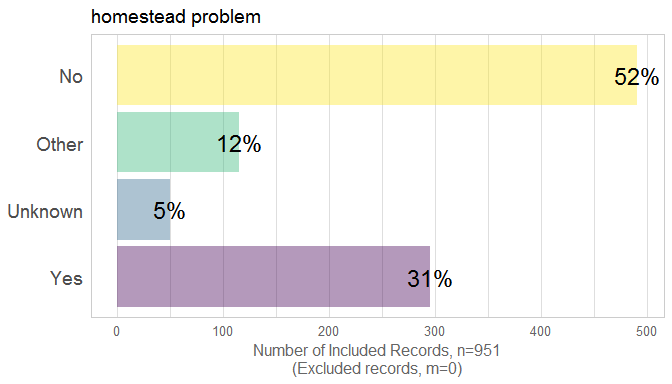 homestead problem
No
52%
Other
12%
Unknown
5%
Yes
31%
0 100 200 300 400 500
Number of Included Records, n=951
(Excluded records, m=0)